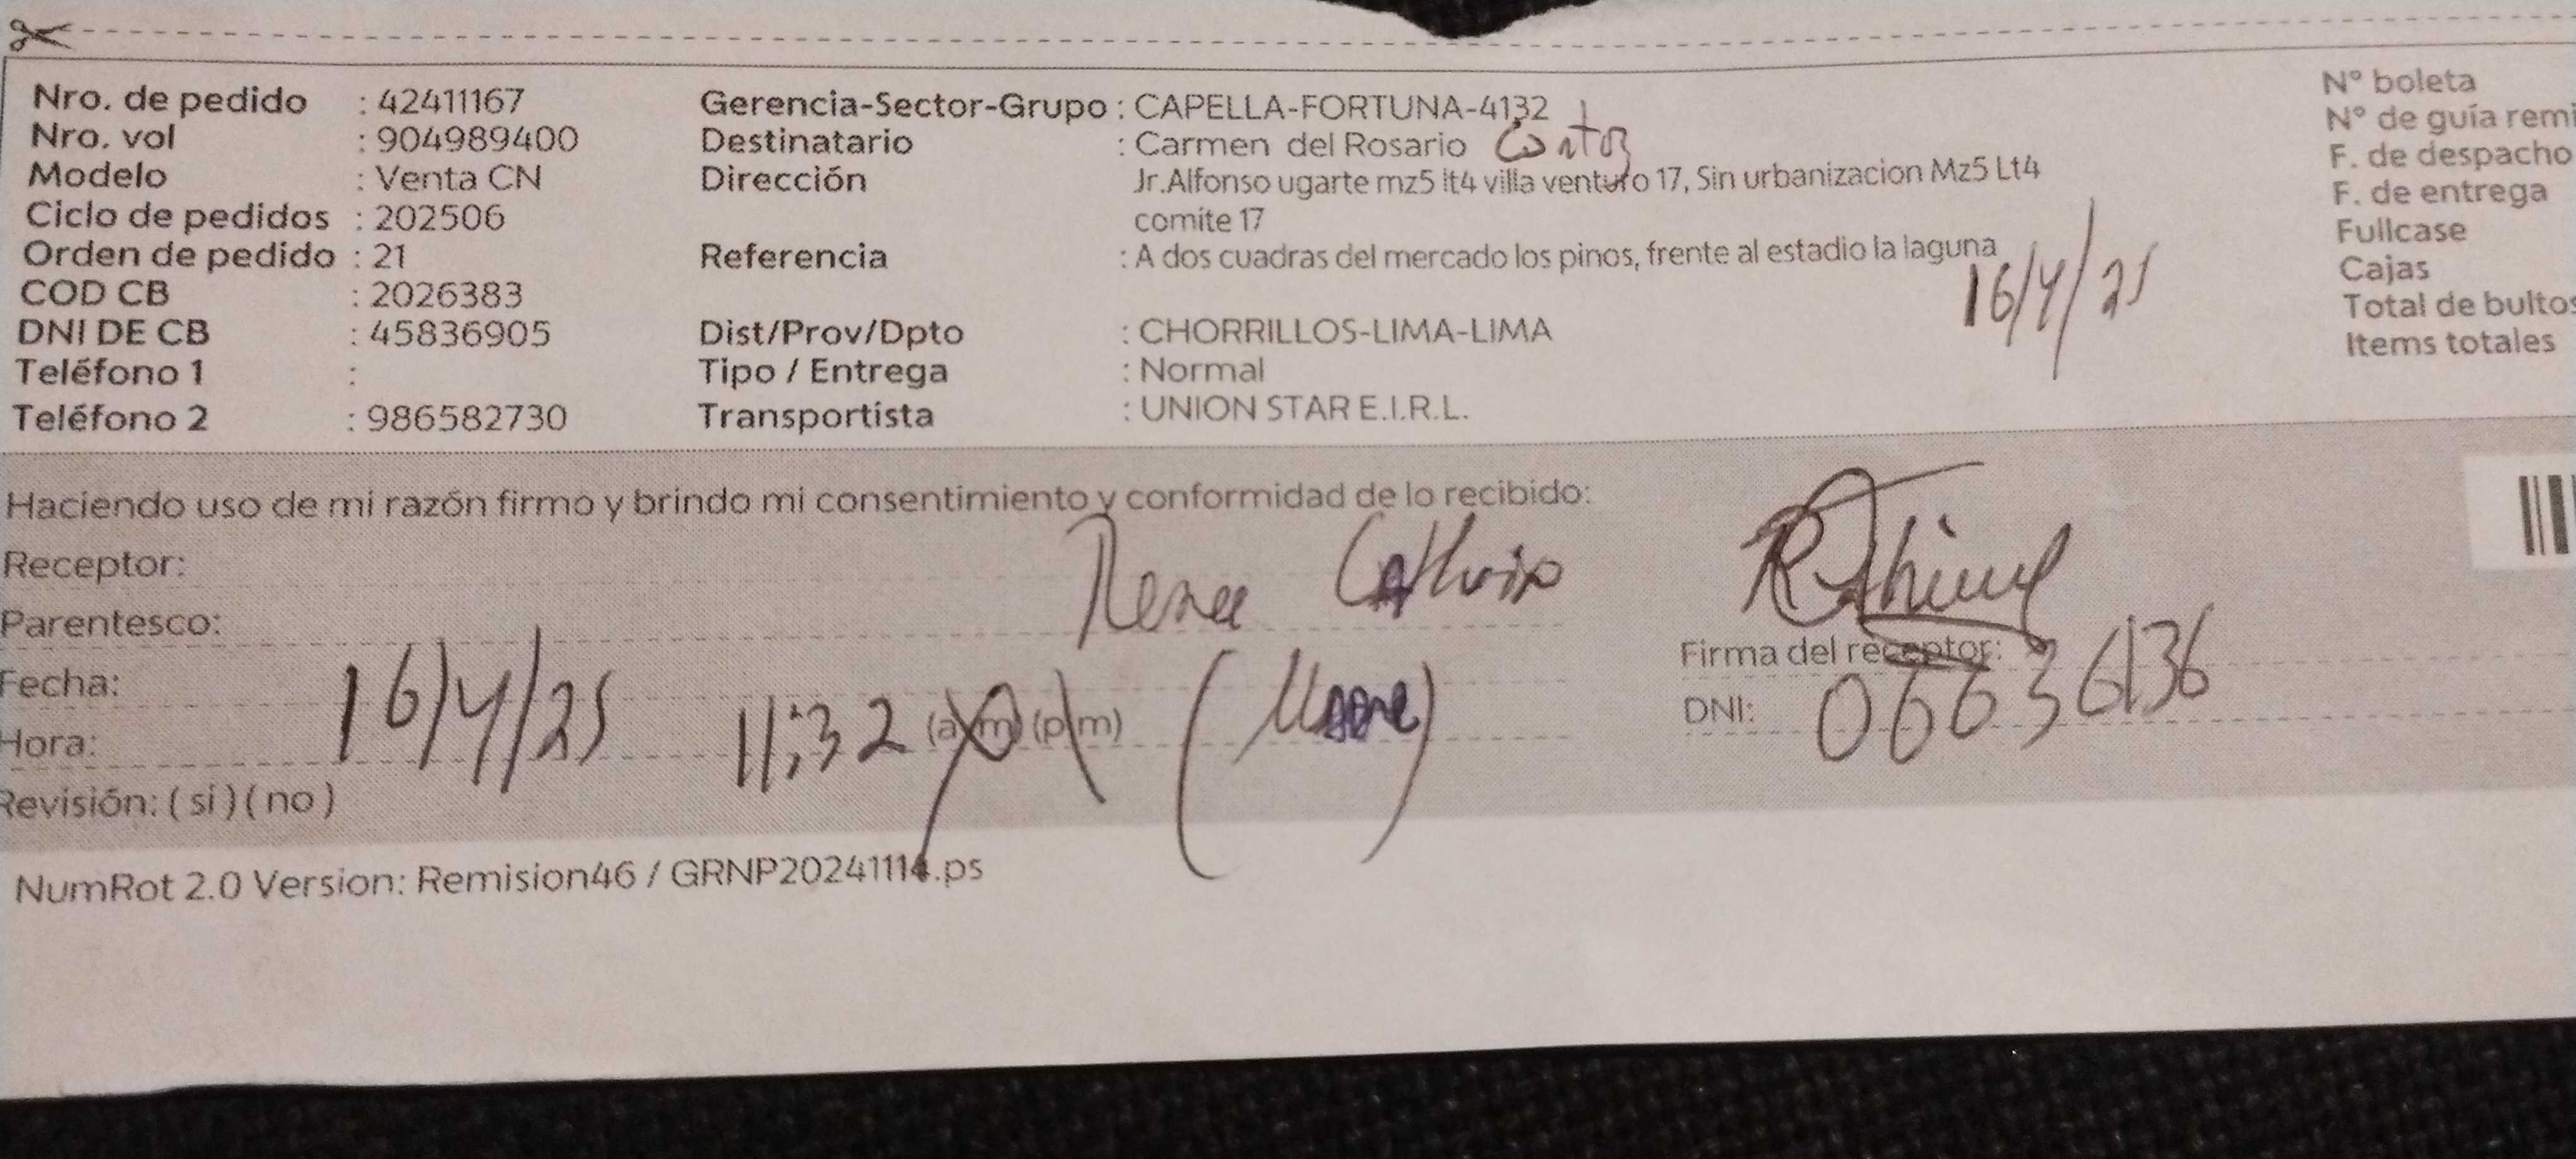 Nro. de pedido : 42411167
Nro. vol : 904989400
Modelo : Venta CN
Ciclo de pedidos : 202506
Orden de pedido : 21
COD CB : 2026383
DNI DE CB : 45836905
Teléfono 1 :
Teléfono 2 : 986582730
Gerencia-Sector-Grupo : CAPELLA-FORTUNA-4132
Destinatario : Carmen del Rosario
Dirección Jr.Alfonso ugarte mz5 lt4 villa venturo 17, Sin urbanizacion Mz5 Lt4
comite 17
Referencia : A dos cuadras del mercado los pinos, frente al estadio la laguna
16/4/25
Dist/Prov/Dpto : CHORRILLOS-LIMA-LIMA
Tipo / Entrega : Normal
Transportista : UNION STAR E.I.R.L.
N° boleta
N° de guía remi
F. de despacho
F. de entrega
Fullcase
Cajas
Total de bultos
Items totales
Haciendo uso de mi razón firmo y brindo mi consentimiento y conformidad de lo recibido:
Receptor:
Parentesco:
Fecha: 16/4/25
Hora: 11:32 (a.m) (p.m)
Revisión: ( si ) ( no )
Firma del receptor:
DNI: 06636136
NumRot 2.0 Version: Remision46 / GRNP20241114.ps